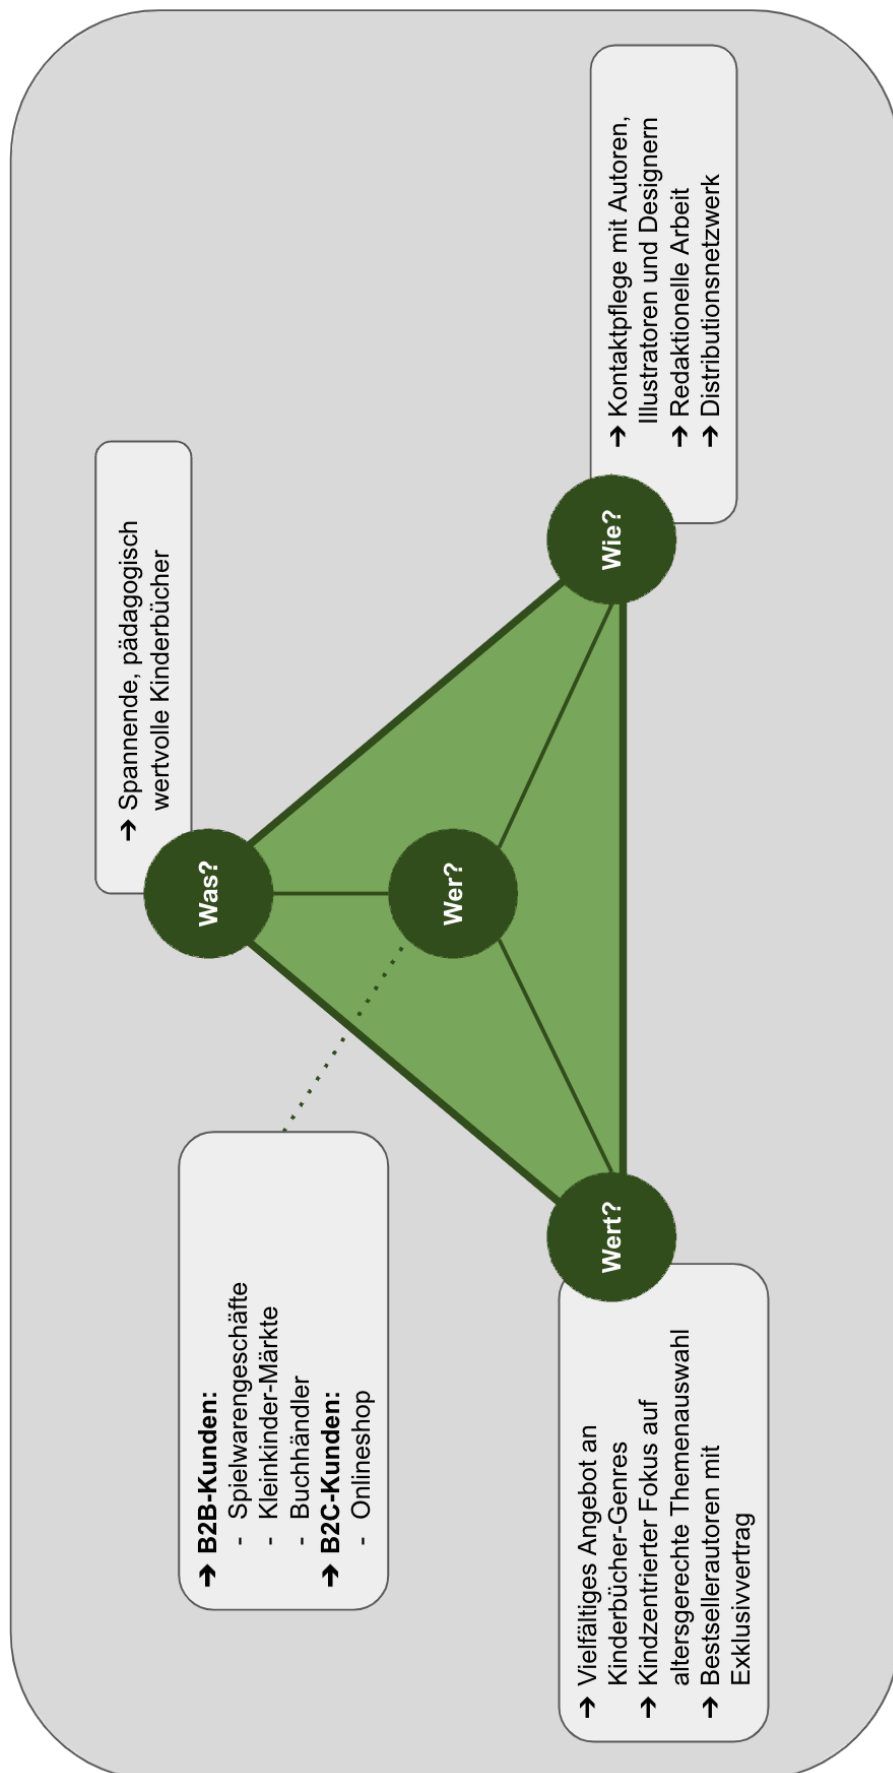 Was?
➔ Spannende, pädagogisch
wertvolle Kinderbücher
➔ B2B-Kunden:
- Spielwarengeschäfte
- Kleinkinder-Märkte
- Buchhändler
➔ B2C-Kunden:
- Onlineshop
Wer?
Wert?
➔ Vielfältiges Angebot an
Kinderbücher-Genres
➔ Kindzentrierter Fokus auf
altersgerechte Themenauswahl
➔ Bestsellerautoren mit
Exklusivvertrag
Wie?
➔ Kontaktpflege mit Autoren,
Illustratoren und Designern
➔ Redaktionelle Arbeit
➔ Distributionsnetzwerk